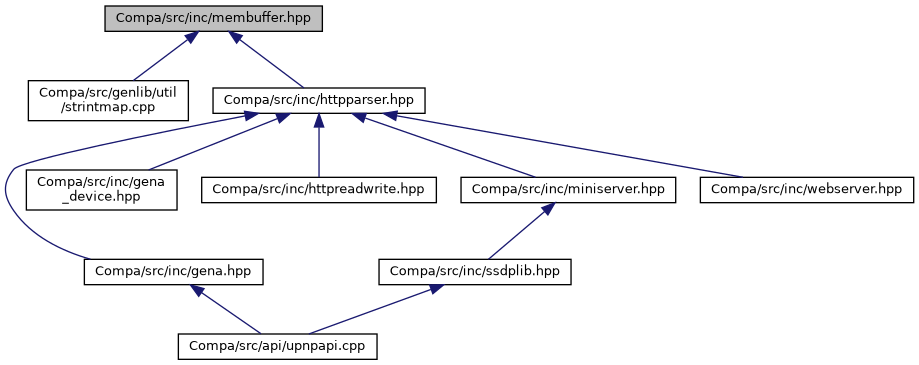 Compa/src/inc/membuffer.hpp
Compa/src/genlib/util
/strintmap.cpp
Compa/src/inc/httpparser.hpp
Compa/src/inc/gena
_device.hpp
Compa/src/inc/httpreadwrite.hpp
Compa/src/inc/miniserver.hpp
Compa/src/inc/webserver.hpp
Compa/src/inc/gena.hpp
Compa/src/inc/ssdplib.hpp
Compa/src/api/upnpapi.cpp